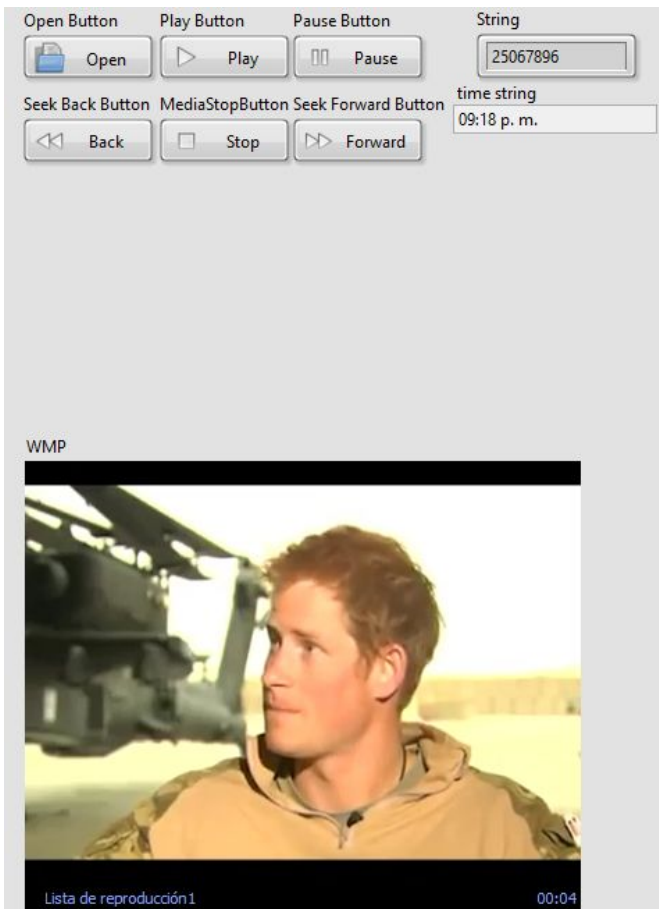 Open Button Play Button Pause Button String
Open Play Pause 25067896
Seek Back Button MediaStopButton Seek Forward Button time string
Back Stop Forward 09:18 p. m.
WMP
Lista de reproducción1 00:04